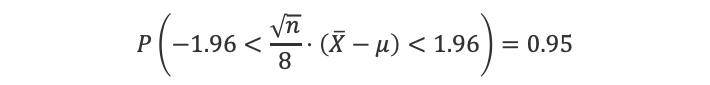 P(−1.96 < √n/8 · (X̄ − μ) < 1.96) = 0.95